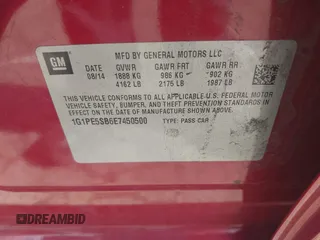 GM
MFD BY GENERAL MOTORS LLC
DATE GVWR GAWR FRT GAWR RR
08/14 1888 KG 986 KG 902 KG
4162 LB 2175 LB 1987 LB
THIS VEHICLE CONFORMS TO ALL APPLICABLE U.S. FEDERAL MOTOR
VEHICLE SAFETY, BUMPER, AND THEFT PREVENTION STANDARDS IN
EFFECT ON THE DATE OF MANUFACTURE SHOWN ABOVE.
1G1PE5SB6E7450500 TYPE: PASS CAR
DREAMBID